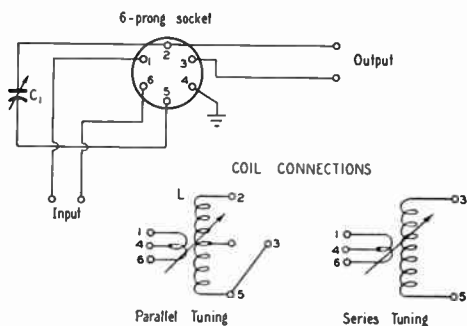 6-prong socket
2
1
3
6
4
5
C1
Output
Input
COIL CONNECTIONS
L
2
1
4
6
3
5
Parallel Tuning
3
1
4
6
5
Series Tuning